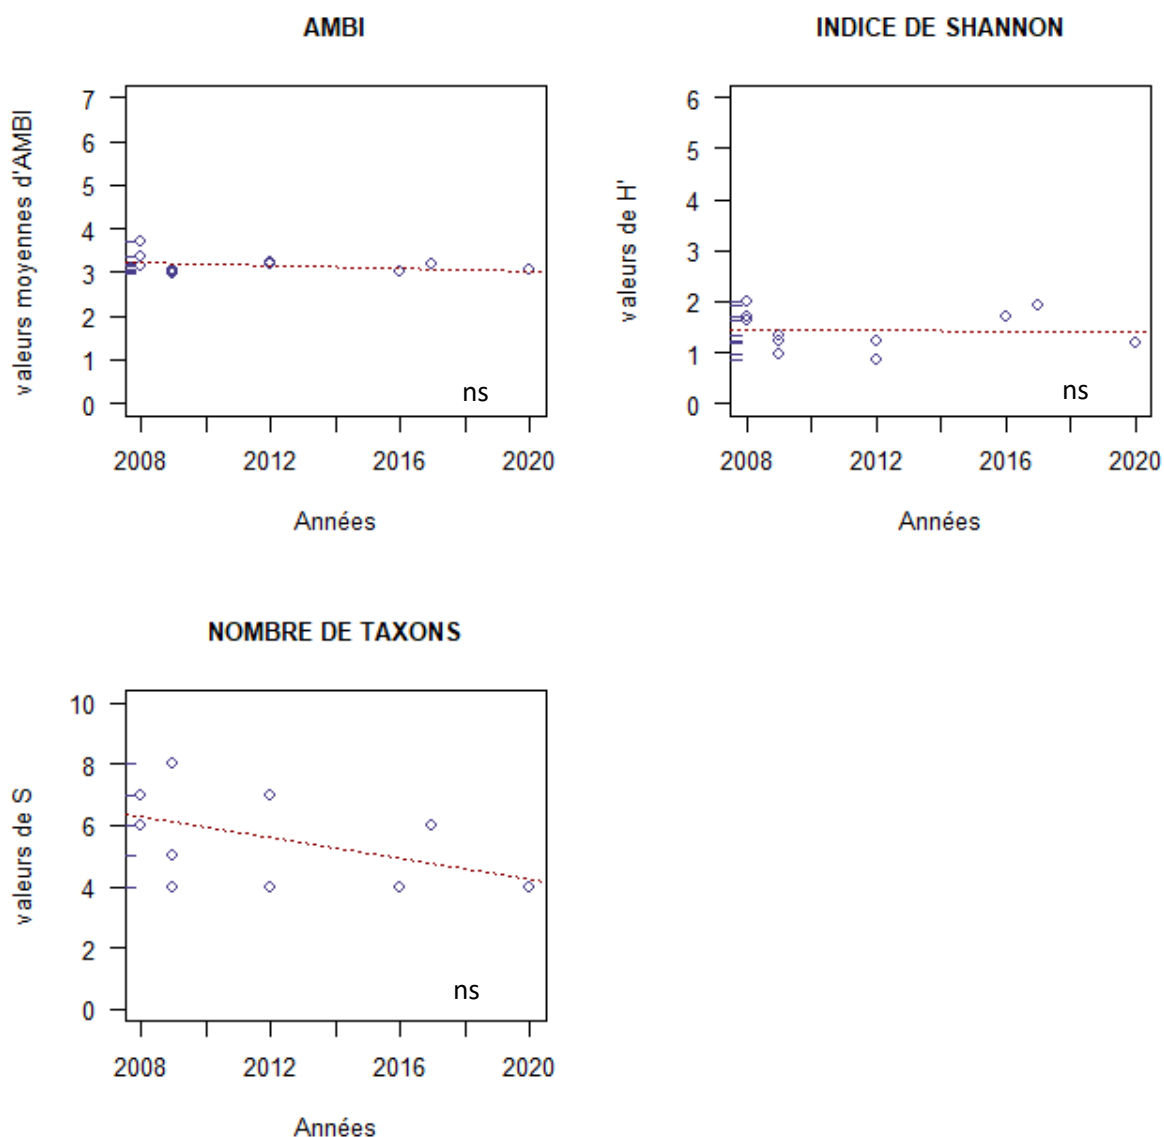 AMBI
valeurs moyennes d'AMBI
7
6
5
4
3
2
1
0
ns
2008 2012 2016 2020
Années
INDICE DE SHANNON
valeurs de H'
6
5
4
3
2
1
0
ns
2008 2012 2016 2020
Années
NOMBRE DE TAXONS
valeurs de S
10
8
6
4
2
0
ns
2008 2012 2016 2020
Années